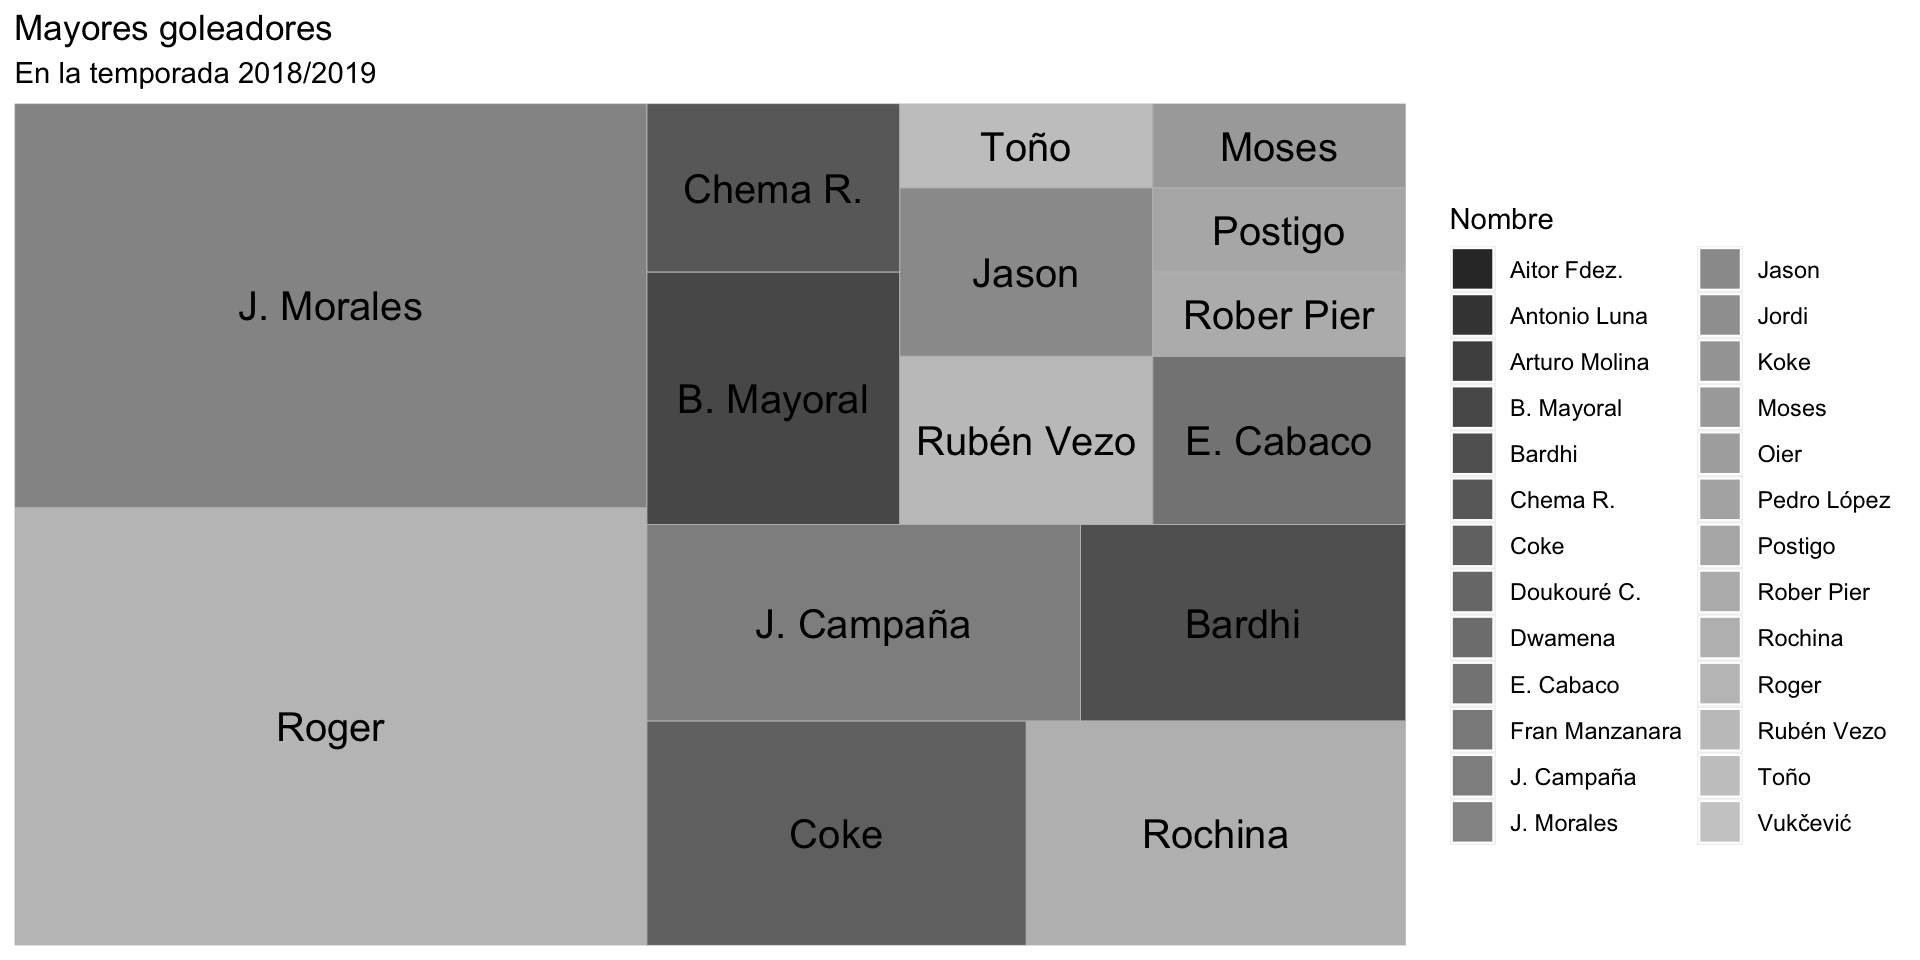 Mayores goleadores
En la temporada 2018/2019
J. Morales
Roger
Chema R.
B. Mayoral
Toño
Jason
Rubén Vezo
Moses
Postigo
Rober Pier
E. Cabaco
J. Campaña
Bardhi
Coke
Rochina
Nombre
Aitor Fdez.
Antonio Luna
Arturo Molina
B. Mayoral
Bardhi
Chema R.
Coke
Doukouré C.
Dwamena
E. Cabaco
Fran Manzanara
J. Campaña
J. Morales
Jason
Jordi
Koke
Moses
Oier
Pedro López
Postigo
Rober Pier
Rochina
Roger
Rubén Vezo
Toño
Vukčević